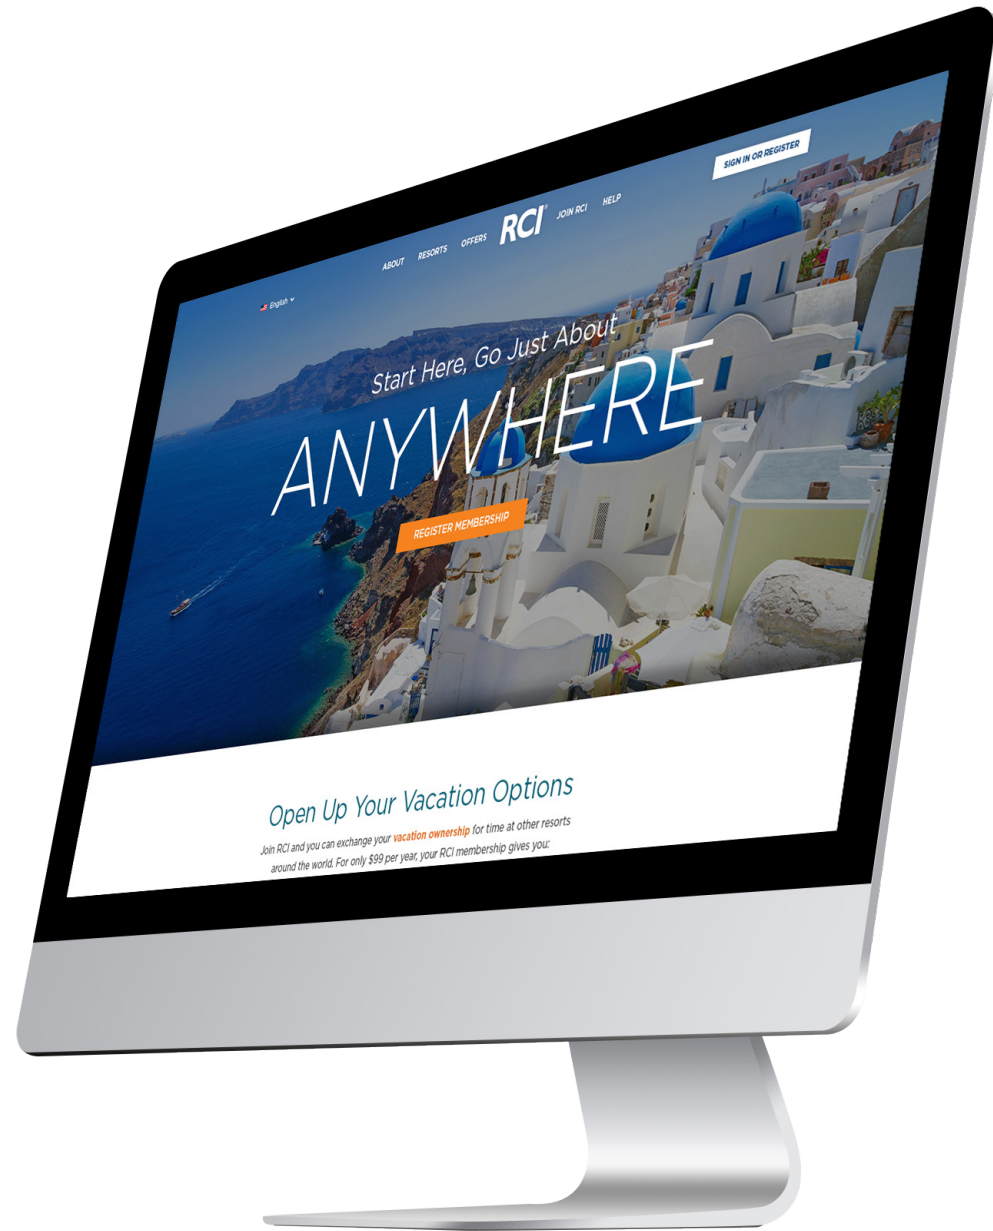 SIGN IN OR REGISTER
ABOUT RESORTS OFFERS RCI® JOIN RCI HELP
English
Start Here, Go Just About
ANYWHERE
REGISTER MEMBERSHIP
Open Up Your Vacation Options
Join RCI and you can exchange your vacation ownership for time at other resorts
around the world. For only $99 per year, your RCI membership gives you: